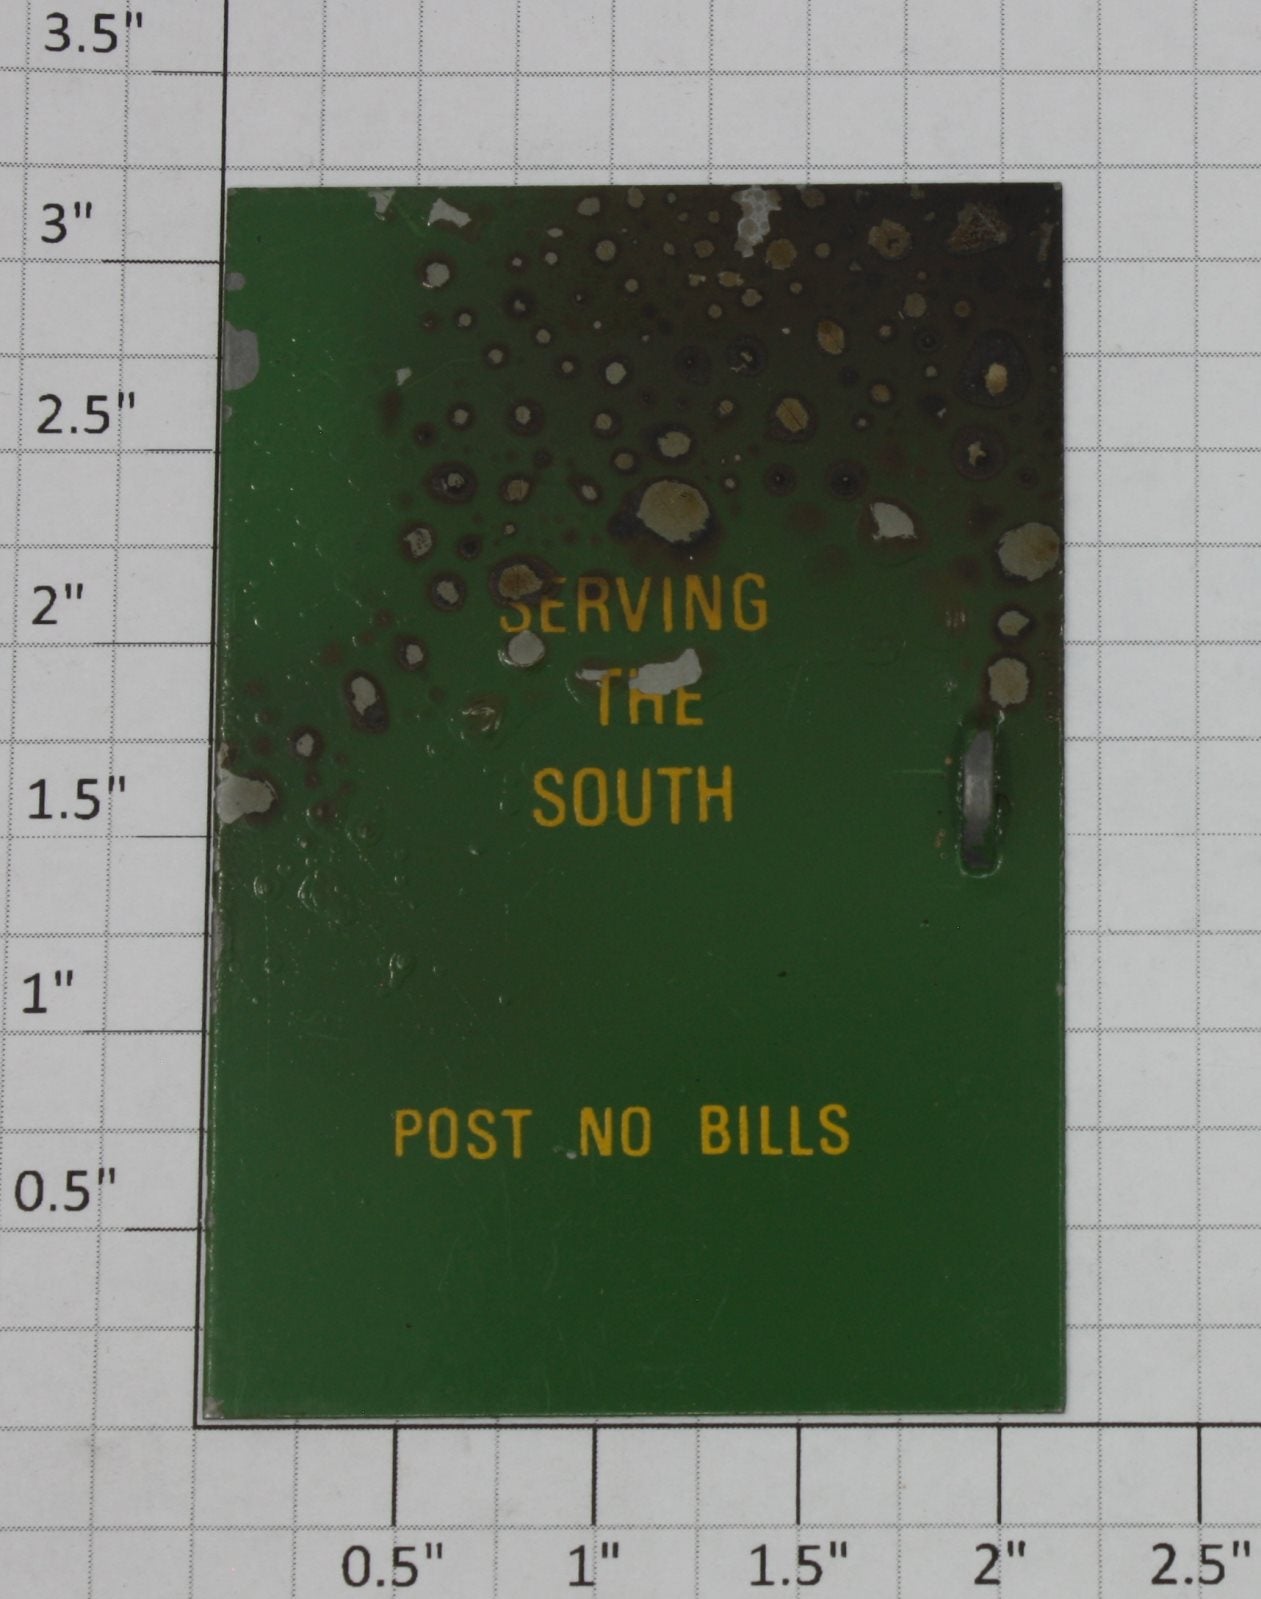 3.5"
3"
2.5"
2"
1.5"
1"
0.5"
SERVING
THE
SOUTH
POST NO BILLS
0.5" 1" 1.5" 2" 2.5"